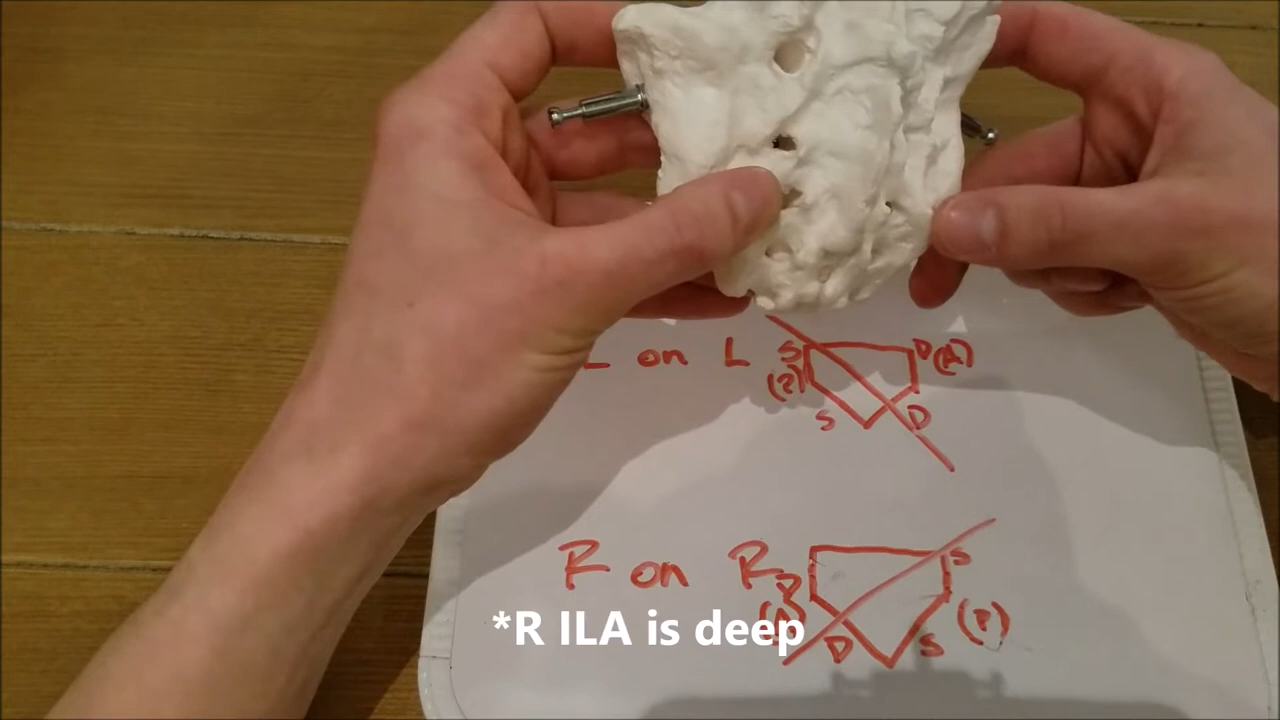 L on L S D(A)
(P)
S D
R on R D S
(P)
D S
*R ILA is deep